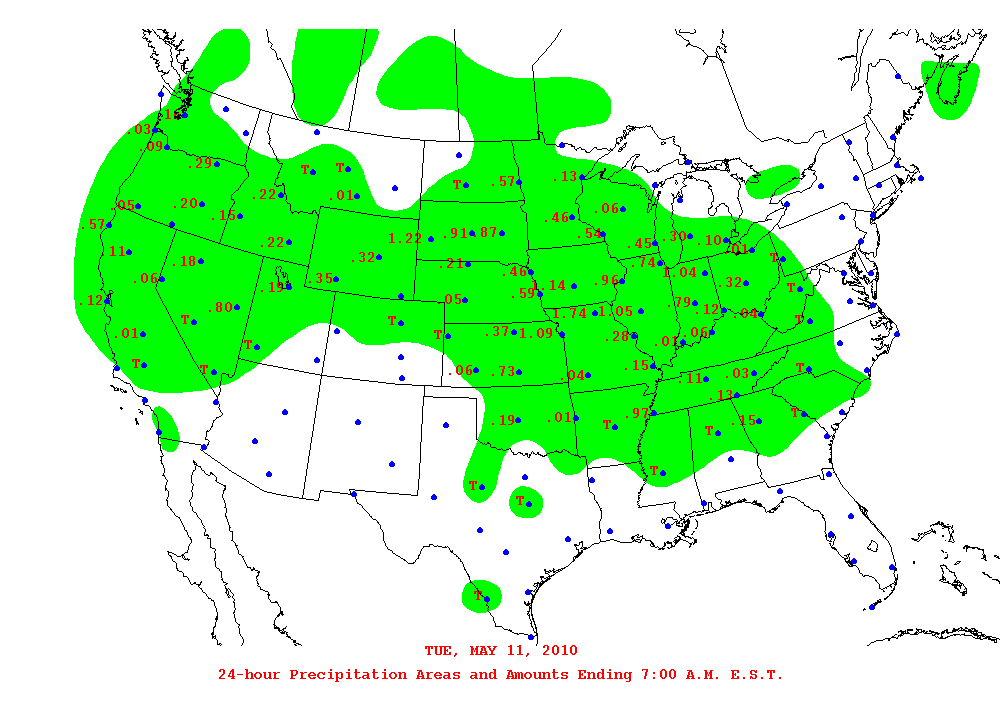 .15
.03
.09
.29
T
T
.22
.01
T
.57
.13
.05
.20
.15
.46
.06
.57
.22
1.22
.91
.87
.54
.45
.30
.10
.01
.11
.18
.32
.21
.74
T
.06
.19
.35
.46
1.14
.96
1.04
.32
T
.12
.80
.05
.59
.79
.12
.04
T
T
T
1.74
1.05
.01
T
T
.37
1.09
.28
.01
.06
T
T
.06
.73
.04
.15
.11
.03
T
.13
.19
.01
T
.97
T
.15
T
T
T
T
T
TUE, MAY 11, 2010
24-hour Precipitation Areas and Amounts Ending 7:00 A.M. E.S.T.